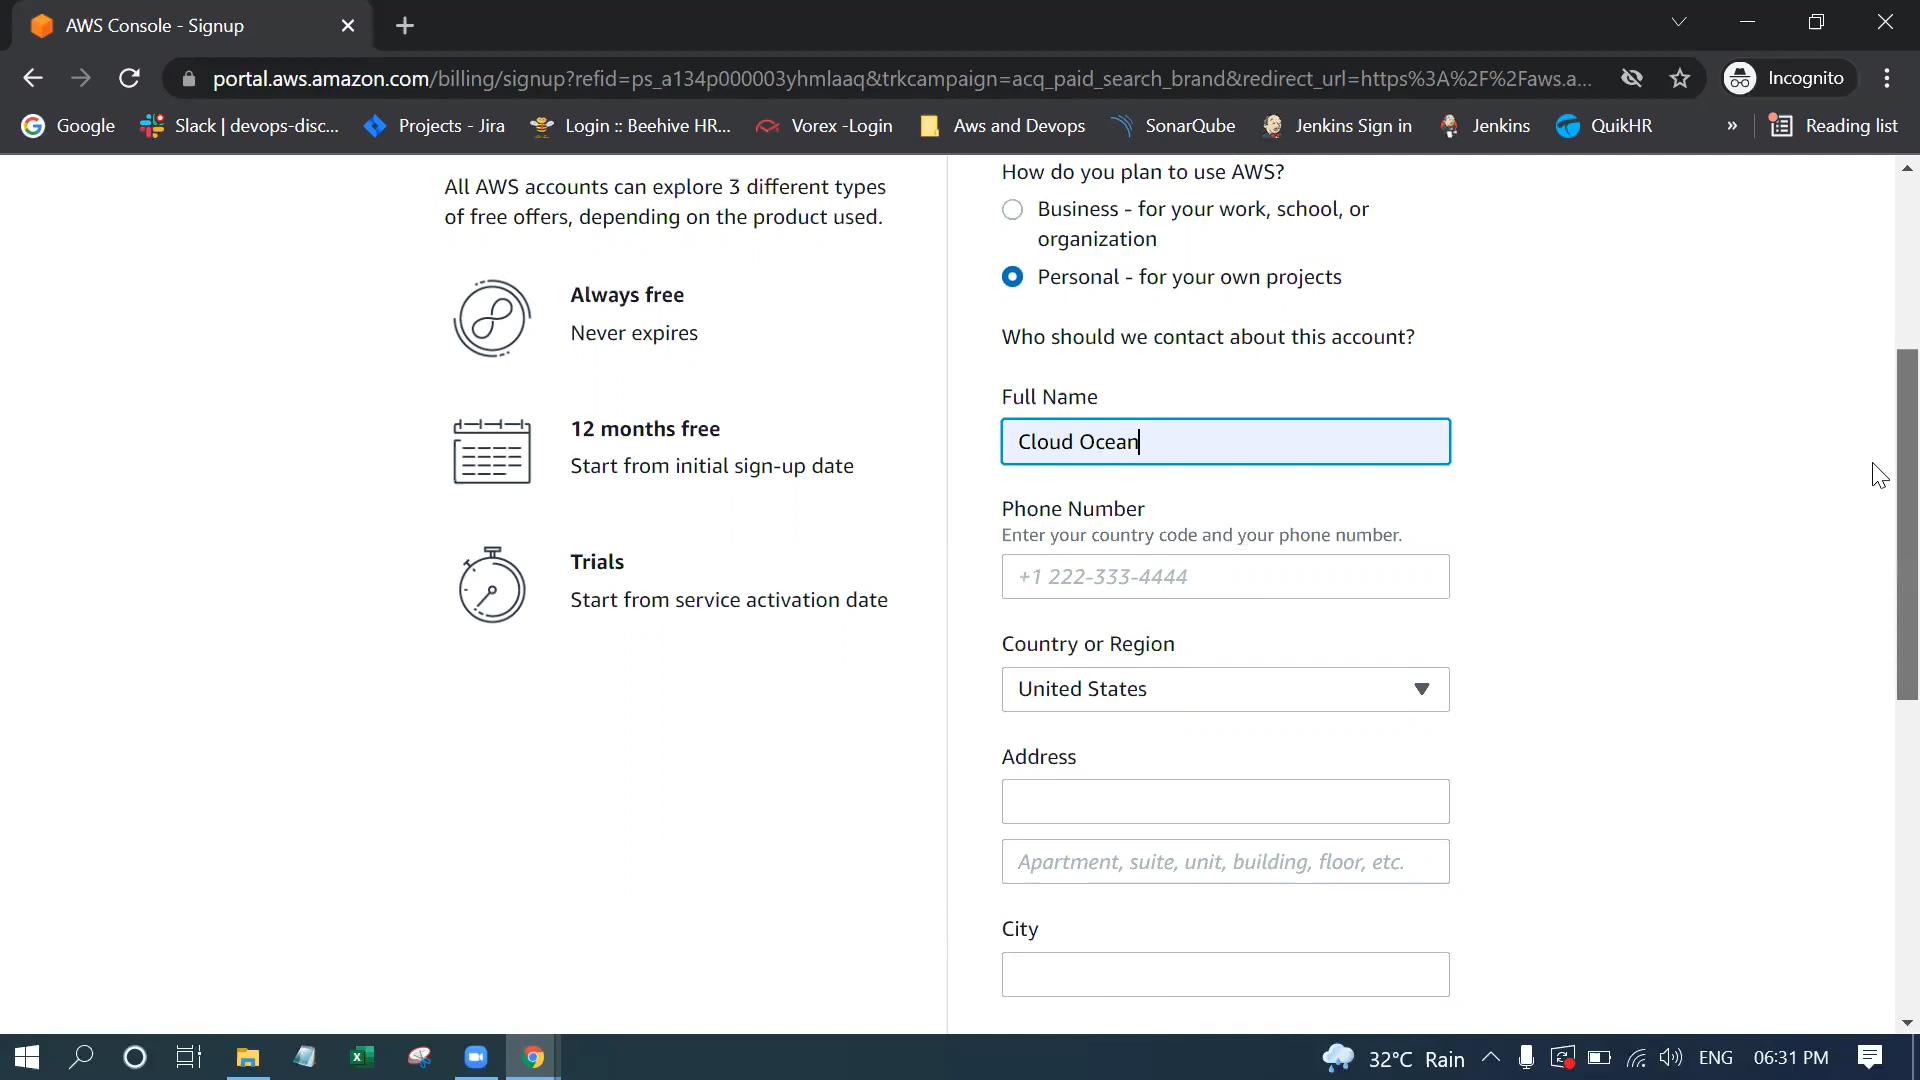 AWS Console - Signup
portal.aws.amazon.com/billing/signup?refid=ps_a134p000003yhmlaaq&trkcampaign=acq_paid_search_brand&redirect_url=https%3A%2F%2Faws.a...
Incognito
Google
Slack | devops-disc...
Projects - Jira
Login :: Beehive HR...
Vorex -Login
Aws and Devops
SonarQube
Jenkins Sign in
Jenkins
QuikHR
»
Reading list
All AWS accounts can explore 3 different types
of free offers, depending on the product used.
Always free
Never expires
12 months free
Start from initial sign-up date
Trials
Start from service activation date
How do you plan to use AWS?
Business - for your work, school, or
organization
Personal - for your own projects
Who should we contact about this account?
Full Name
Cloud Ocean
Phone Number
Enter your country code and your phone number.
+1 222-333-4444
Country or Region
United States
Address
Apartment, suite, unit, building, floor, etc.
City
32°C Rain
ENG
06:31 PM